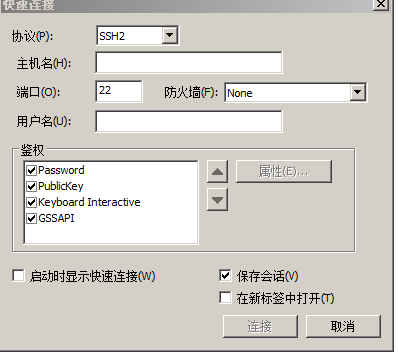 快速连接
协议(P): SSH2
主机名(H):
端口(O): 22 防火墙(F): None
用户名(U):
鉴权
Password
PublicKey
Keyboard Interactive
GSSAPI
属性(E)...
启动时显示快速连接(W)
保存会话(V)
在新标签中打开(T)
连接 取消